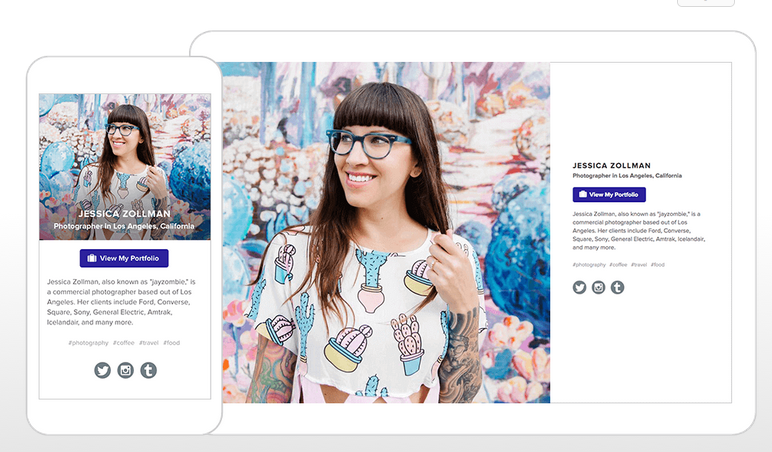 JESSICA ZOLLMAN
Photographer in Los Angeles, California
View My Portfolio
Jessica Zollman, also known as "jayzombie," is
a commercial photographer based out of Los
Angeles. Her clients include Ford, Converse,
Square, Sony, General Electric, Amtrak,
Icelandair, and many more.
#photography #coffee #travel #food
JESSICA ZOLLMAN
Photographer in Los Angeles, California
View My Portfolio
Jessica Zollman, also known as "jayzombie," is a
commercial photographer based out of Los
Angeles. Her clients include Ford, Converse,
Square, Sony, General Electric, Amtrak, Icelandair,
and many more.
#photography #coffee #travel #food